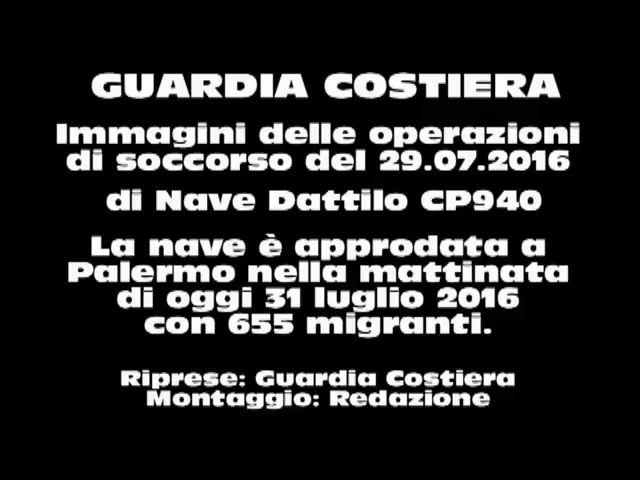 GUARDIA COSTIERA
Immagini delle operazioni
di soccorso del 29.07.2016
di Nave Dattilo CP940
La nave è approdata a
Palermo nella mattinata
di oggi 31 luglio 2016
con 655 migranti.
Riprese: Guardia Costiera
Montaggio: Redazione